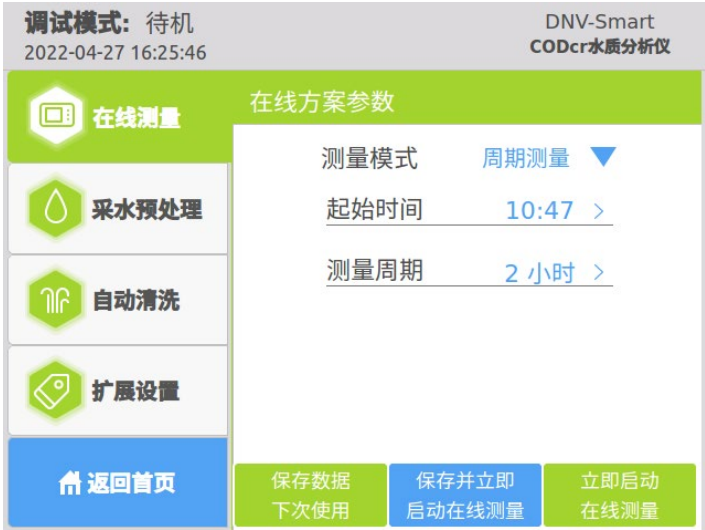 调试模式: 待机
2022-04-27 16:25:46
DNV-Smart
CODcr水质分析仪
在线测量
采水预处理
自动清洗
扩展设置
返回首页
在线方案参数
测量模式 周期测量
起始时间 10:47 >
测量周期 2 小时 >
保存数据
下次使用
保存并立即
启动在线测量
立即启动
在线测量